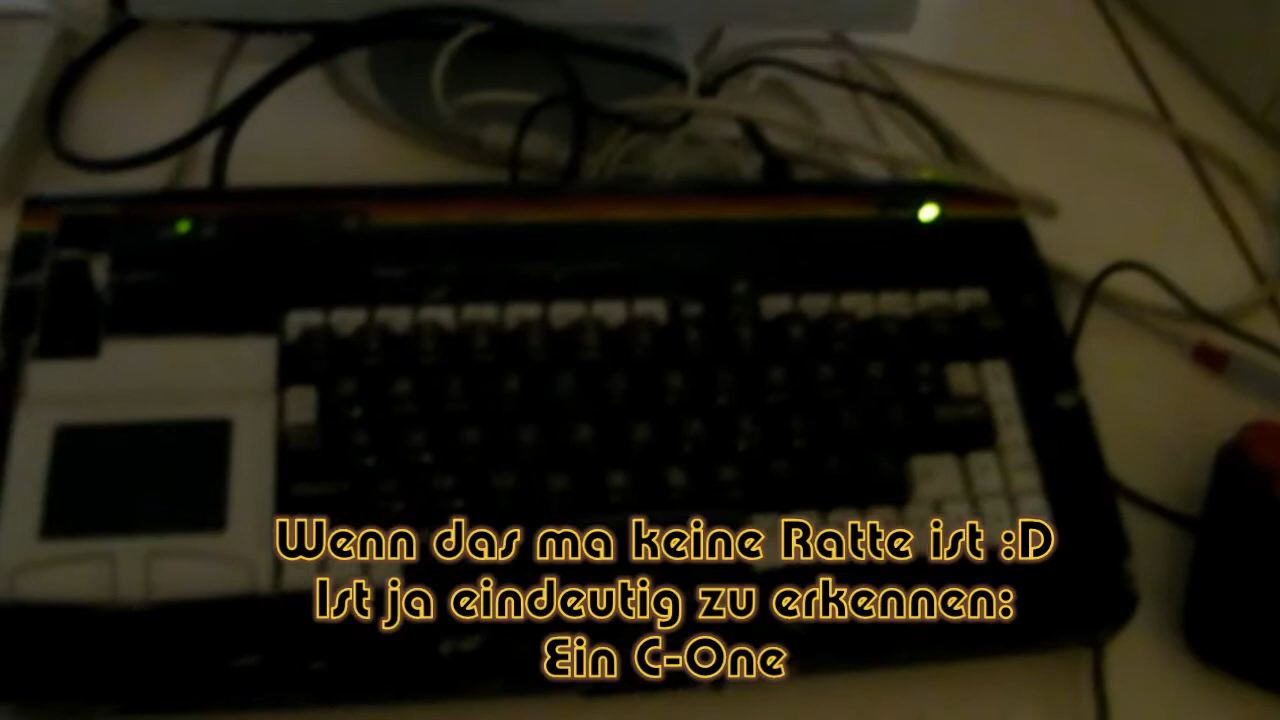 Wenn das ma keine Ratte ist :D
Ist ja eindeutig zu erkennen:
Ein C-One